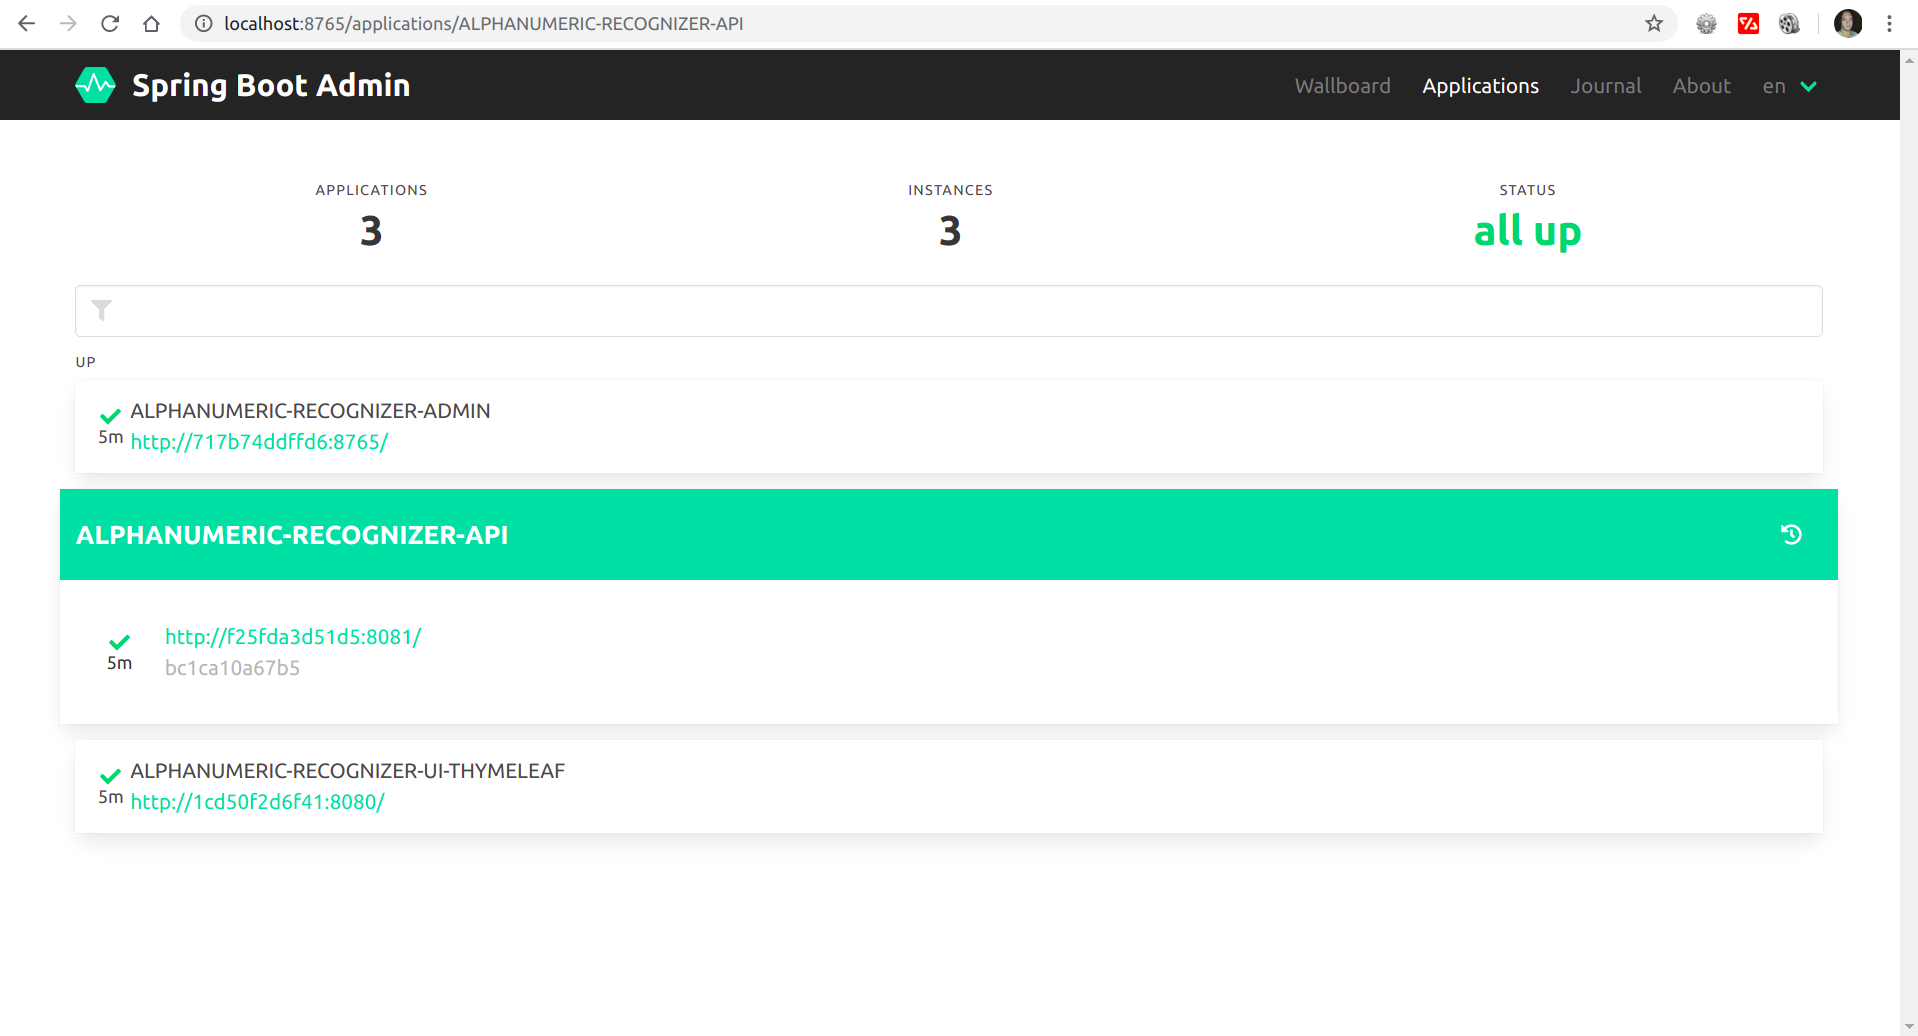 localhost:8765/applications/ALPHANUMERIC-RECOGNIZER-API
Spring Boot Admin
Wallboard Applications Journal About en
APPLICATIONS INSTANCES STATUS
3 3 all up
UP
ALPHANUMERIC-RECOGNIZER-ADMIN
5m http://717b74ddffd6:8765/
ALPHANUMERIC-RECOGNIZER-API
http://f25fda3d51d5:8081/
5m bc1ca10a67b5
ALPHANUMERIC-RECOGNIZER-UI-THYMELEAF
5m http://1cd50f2d6f41:8080/